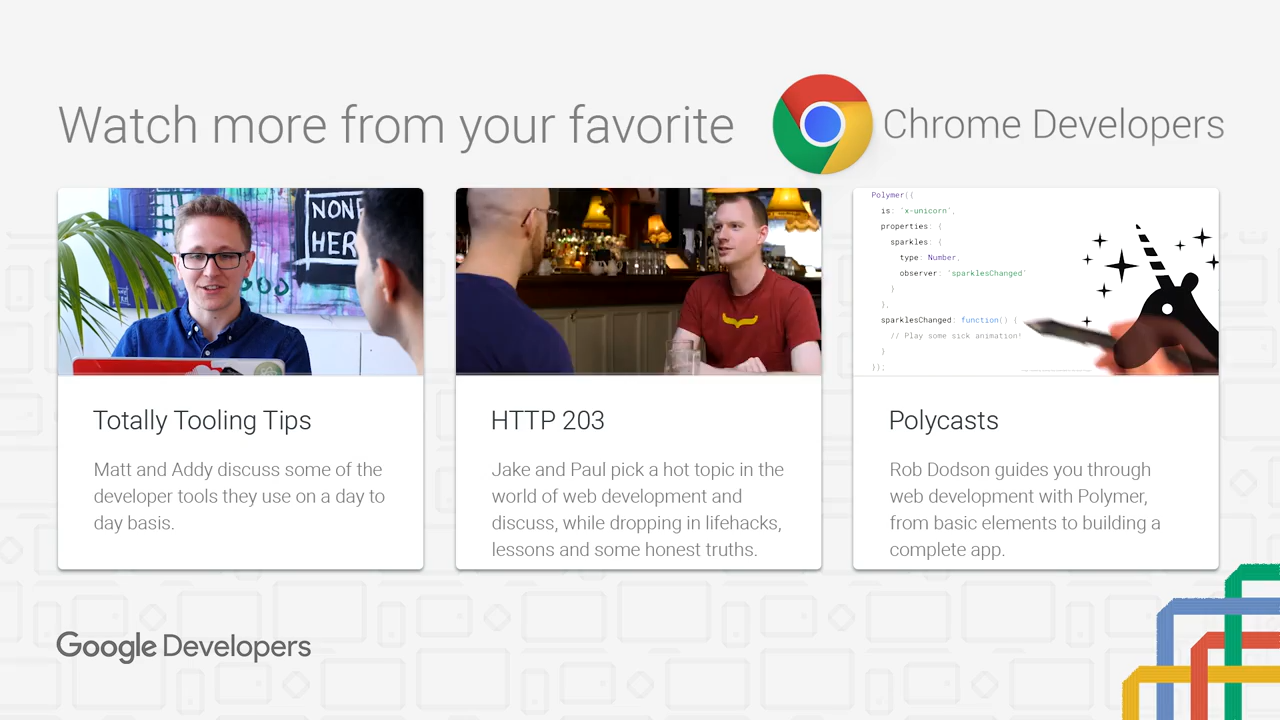 Watch more from your favorite Chrome Developers
NONE
HER
Polymer({
is: 'x-unicorn',
properties: {
sparkles: {
type: Number,
observer: 'sparklesChanged'
}
},
sparklesChanged: function() {
// Play some sick animation!
}
});
Totally Tooling Tips
Matt and Addy discuss some of the
developer tools they use on a day to
day basis.
HTTP 203
Jake and Paul pick a hot topic in the
world of web development and
discuss, while dropping in lifehacks,
lessons and some honest truths.
Polycasts
Rob Dodson guides you through
web development with Polymer,
from basic elements to building a
complete app.
Google Developers